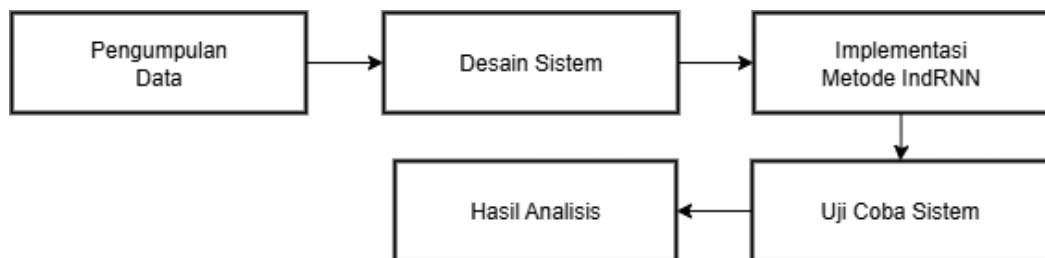 Pengumpulan
Data
Desain Sistem
Implementasi
Metode IndRNN
Hasil Analisis
Uji Coba Sistem